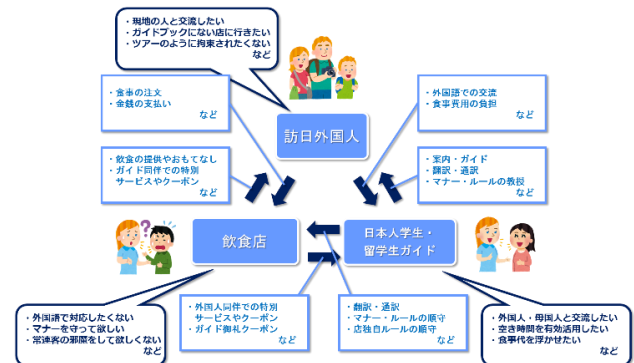 ・現地の人と交流したい
・ガイドブックにない店に行きたい
・ツアーのように拘束されたくない
など
・食事の注文
・金銭の支払い
など
・外国語での交流
・食事費用の負担
など
訪日外国人
・飲食の提供やおもてなし
・ガイド同伴での特別
サービスやクーポン
など
・案内・ガイド
・翻訳・通訳
・マナー・ルールの教授
など
?
飲食店
日本人学生・
留学生ガイド
・外国語で対応したくない
・マナーを守って欲しい
・常連客の邪魔をして欲しくない
など
・外国人同伴での特別
サービスやクーポン
・ガイド御礼クーポン
など
・翻訳・通訳
・マナー・ルールの順守
・店独自ルールの順守
など
・外国人・母国人と交流したい
・空き時間を有効活用したい
・食事代を浮かせたい
など